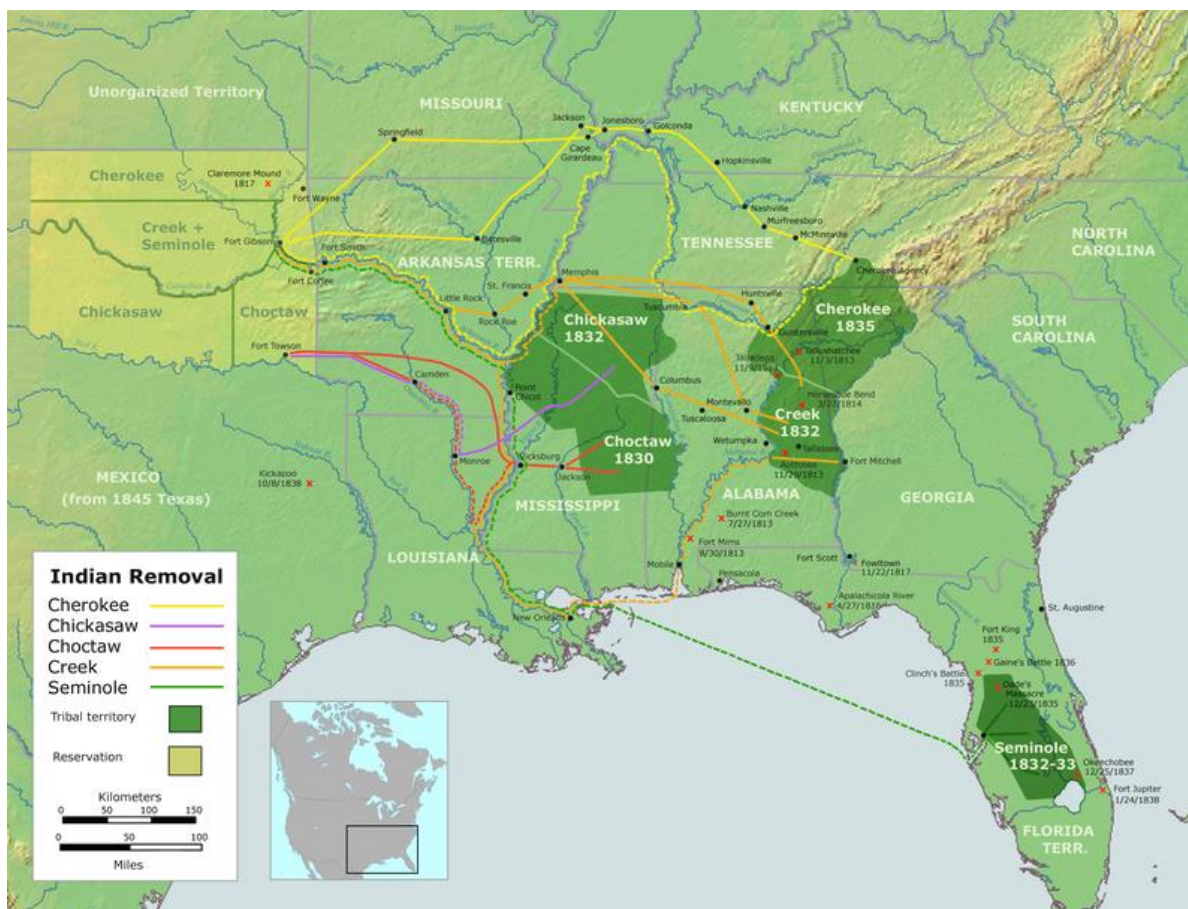 Unorganized Territory
MISSOURI
KENTUCKY
Jackson
Jonesboro
Golconda
Springfield
Cape
Girardeau
Hopkinsville
Cherokee
Claremore Mound
1817
Fort Wayne
Nashville
Murfreesboro
McMinnville
Creek +
Seminole
Fort Gibson
Fort Smith
Batesville
TENNESSEE
NORTH
CAROLINA
ARKANSAS TERR.
Fort Coffee
Cherokee Agency
Canadian R.
Memphis
St. Francis
Little Rock
Rock Roe
Tuscumbia
Huntsville
Cherokee
1835
Chickasaw
Choctaw
Chickasaw
1832
Guntersville
SOUTH
CAROLINA
Fort Towson
Tallushatchee
11/3/1813
Talladega
Camden
Point
Chicot
Columbus
Horseshoe Bend
3/27/1814
Montevallo
Tuscaloosa
Creek
1832
Choctaw
1830
Wetumpka
Tallassee
MEXICO
(from 1845 Texas)
Kickapoo
10/8/1838
Monroe
Vicksburg
Jackson
Autossee
11/29/1813
Fort Mitchell
MISSISSIPPI
ALABAMA
GEORGIA
Burnt Corn Creek
7/27/1813
Fort Mims
8/30/1813
LOUISIANA
Fort Scott
Fowltown
11/22/1817
Mobile
Pensacola
Apalachicola River
4/27/1816
New Orleans
St. Augustine
Fort King
1835
Gaine's Battle 1836
Clinch's Battle
1835
Dade's
Massacre
Seminole
1832-33
Okeechobee
12/25/1837
Fort Jupiter
1/24/1838
FLORIDA
TERR.
Indian Removal
Cherokee
Chickasaw
Choctaw
Creek
Seminole
Tribal territory
Reservation
Kilometers
0 50 100 150
0 50 100
Miles